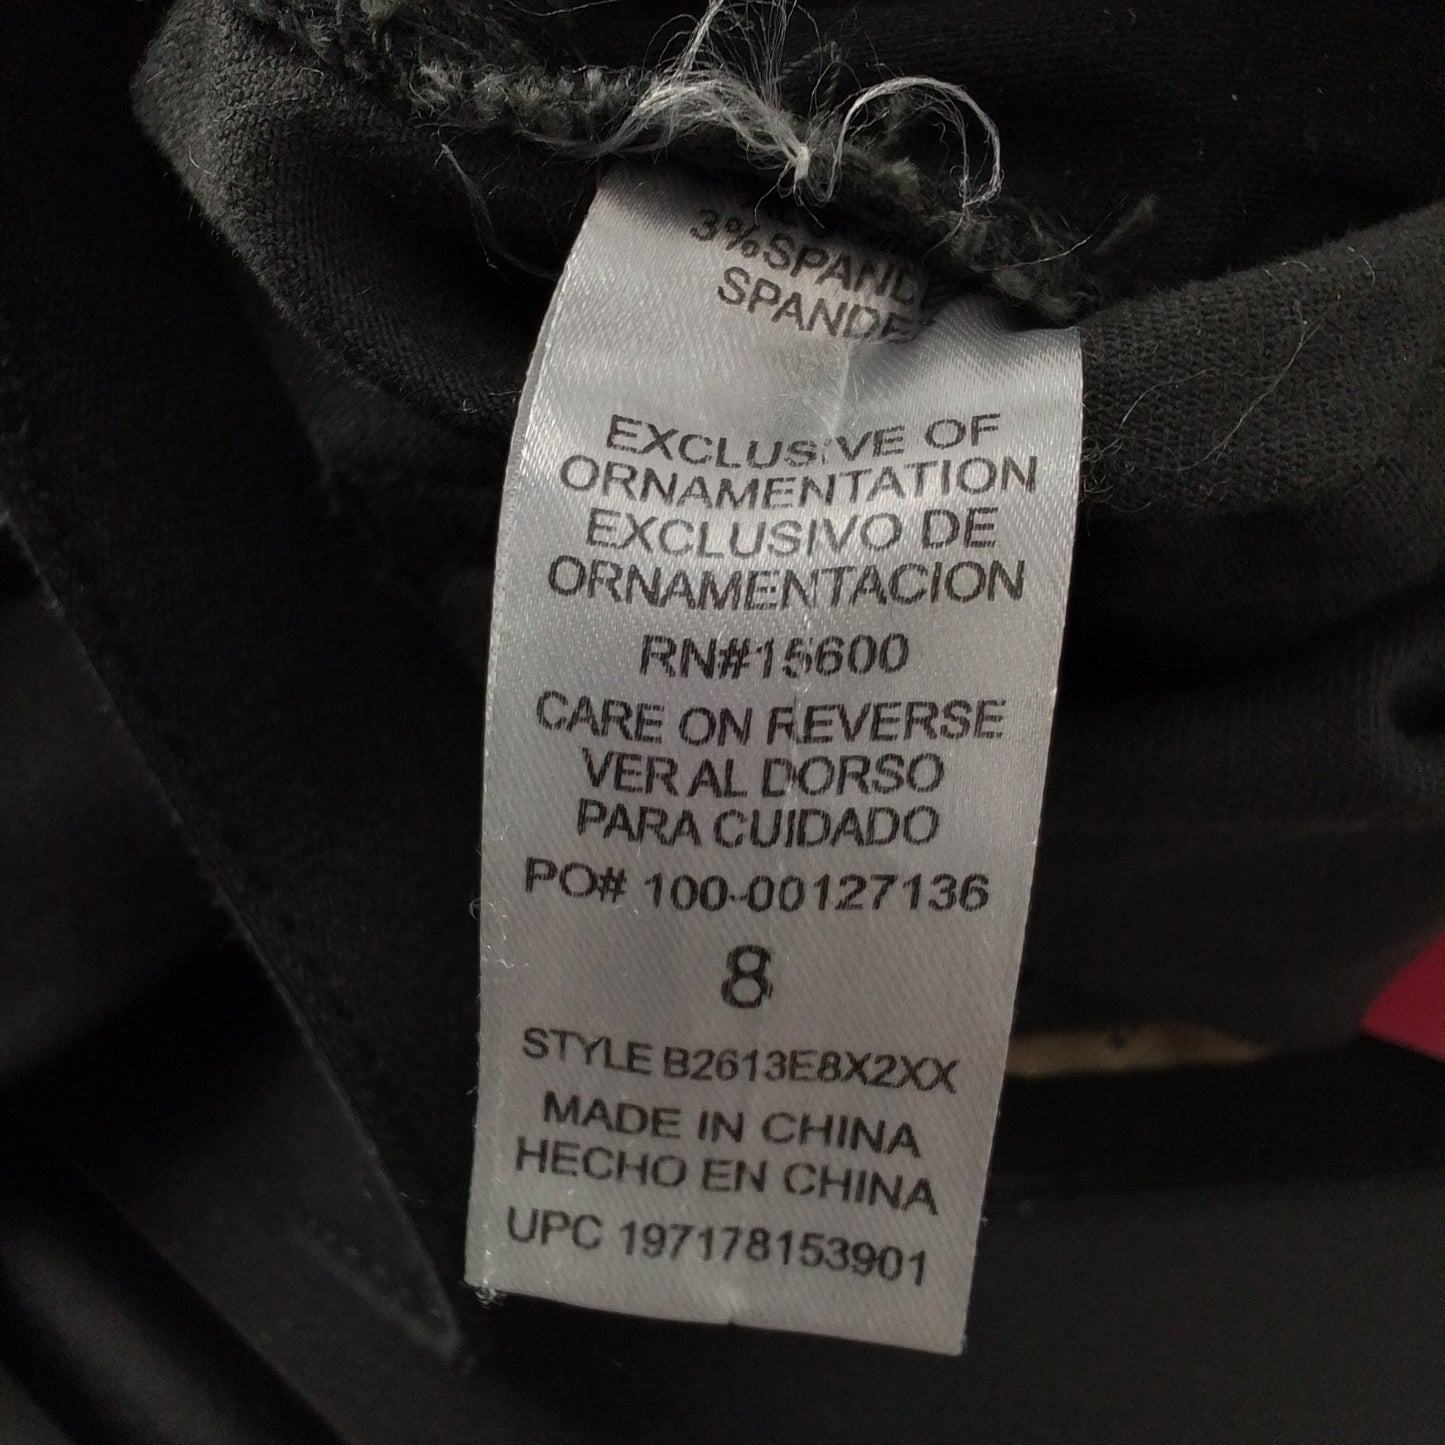 3% SPANDE
SPANDE
EXCLUSIVE OF
ORNAMENTATION
EXCLUSIVO DE
ORNAMENTACION
RN#15600
CARE ON REVERSE
VER AL DORSO
PARA CUIDADO
PO# 100-00127136
8
STYLE B2613E8X2XX
MADE IN CHINA
HECHO EN CHINA
UPC 197178153901